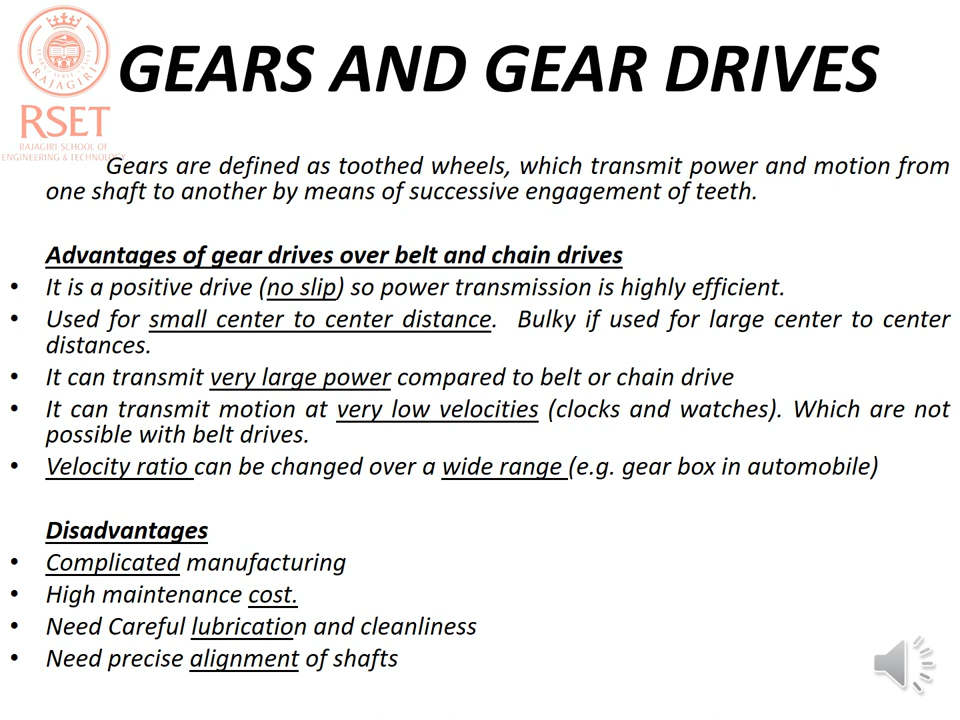 GEARS AND GEAR DRIVES
RAJAGIRI
RSET
RAJAGIRI SCHOOL OF
ENGINEERING & TECHNOLOGY
Gears are defined as toothed wheels, which transmit power and motion from
one shaft to another by means of successive engagement of teeth.
Advantages of gear drives over belt and chain drives
• It is a positive drive (no slip) so power transmission is highly efficient.
• Used for small center to center distance. Bulky if used for large center to center
distances.
• It can transmit very large power compared to belt or chain drive
• It can transmit motion at very low velocities (clocks and watches). Which are not
possible with belt drives.
• Velocity ratio can be changed over a wide range (e.g. gear box in automobile)
Disadvantages
• Complicated manufacturing
• High maintenance cost.
• Need Careful lubrication and cleanliness
• Need precise alignment of shafts